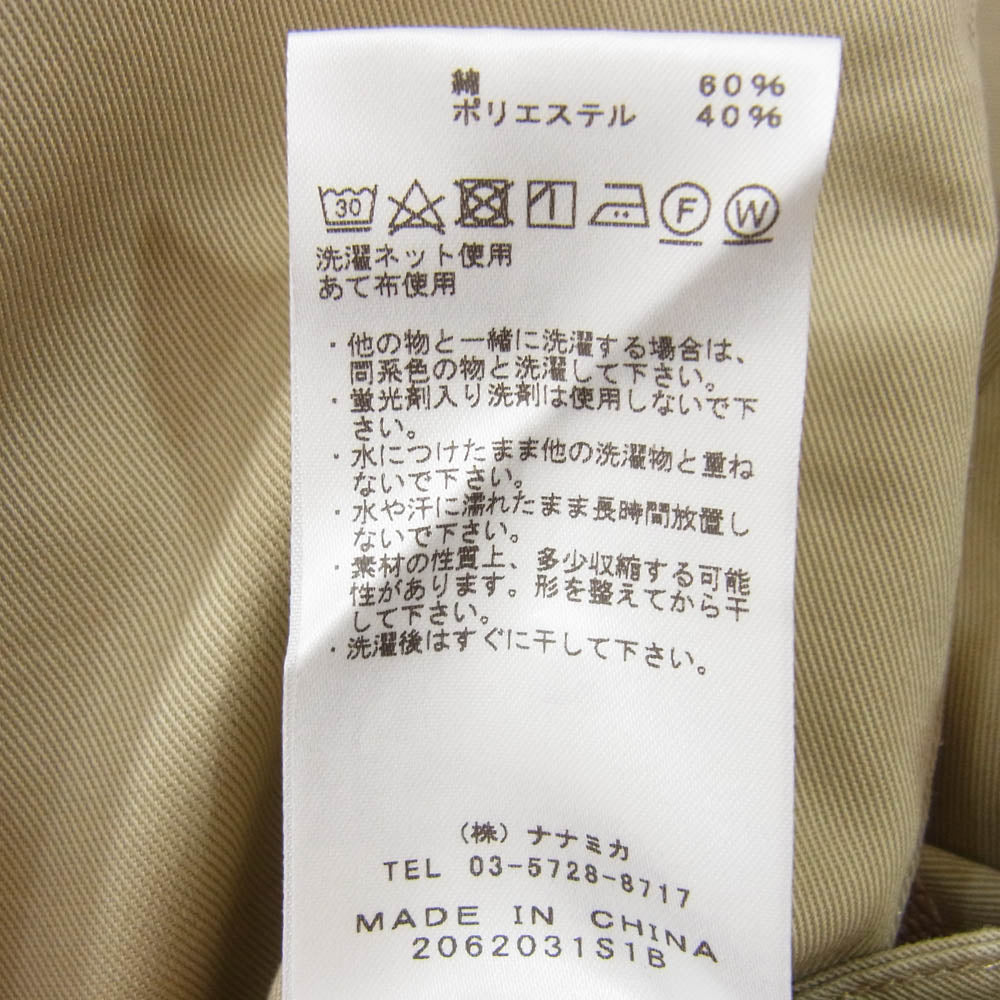 綿 60%
ポリエステル 40%
30 F W
洗濯ネット使用
あて布使用
・他の物と一緒に洗濯する場合は、
同系色の物と洗濯して下さい。
・蛍光剤入り洗剤は使用しないで下
さい。
・水につけたまま他の洗濯物と重ね
ないで下さい。
・水や汗に濡れたまま長時間放置し
ないで下さい。
・素材の性質上、多少収縮する可能
性があります。形を整えてから干
して下さい。
・洗濯後はすぐに干して下さい。
(株)ナナミカ
TEL 03-5728-8717
MADE IN CHINA
2062031S1B